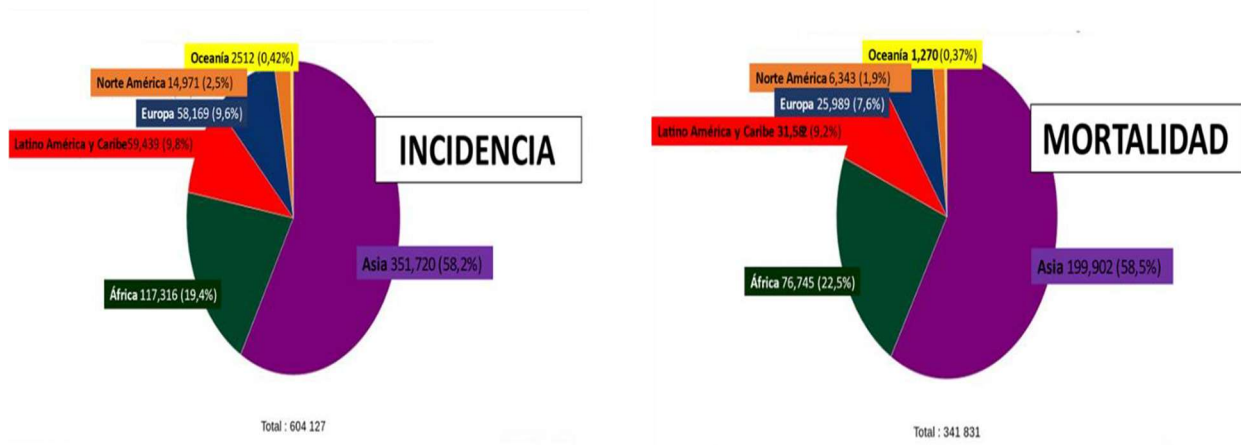 Oceanía 2512 (0,42%)
Norte América 14,971 (2,5%)
Europa 58,169 (9,6%)
Latino América y Caribe59,439 (9,8%)
INCIDENCIA
Asia 351,720 (58,2%)
África 117,316 (19,4%)
Total : 604 127
Oceanía 1,270 (0,37%)
Norte América 6,343 (1,9%)
Europa 25,989 (7,6%)
Latino América y Caribe 31,582 (9,2%)
MORTALIDAD
Asia 199,902 (58,5%)
África 76,745 (22,5%)
Total : 341 831